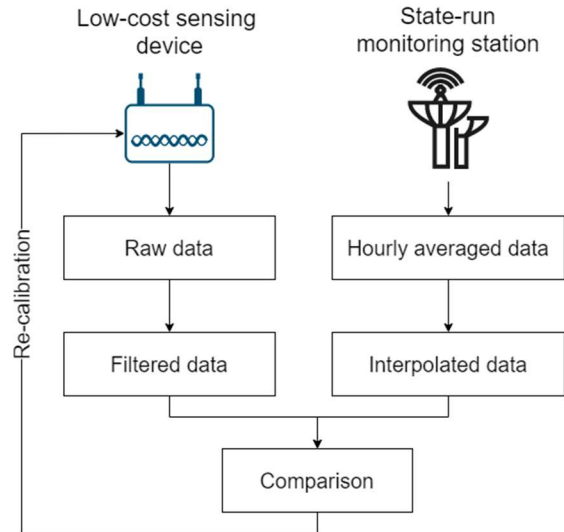 Low-cost sensing
device
State-run
monitoring station
Raw data
Hourly averaged data
Re-calibration
Filtered data
Interpolated data
Comparison